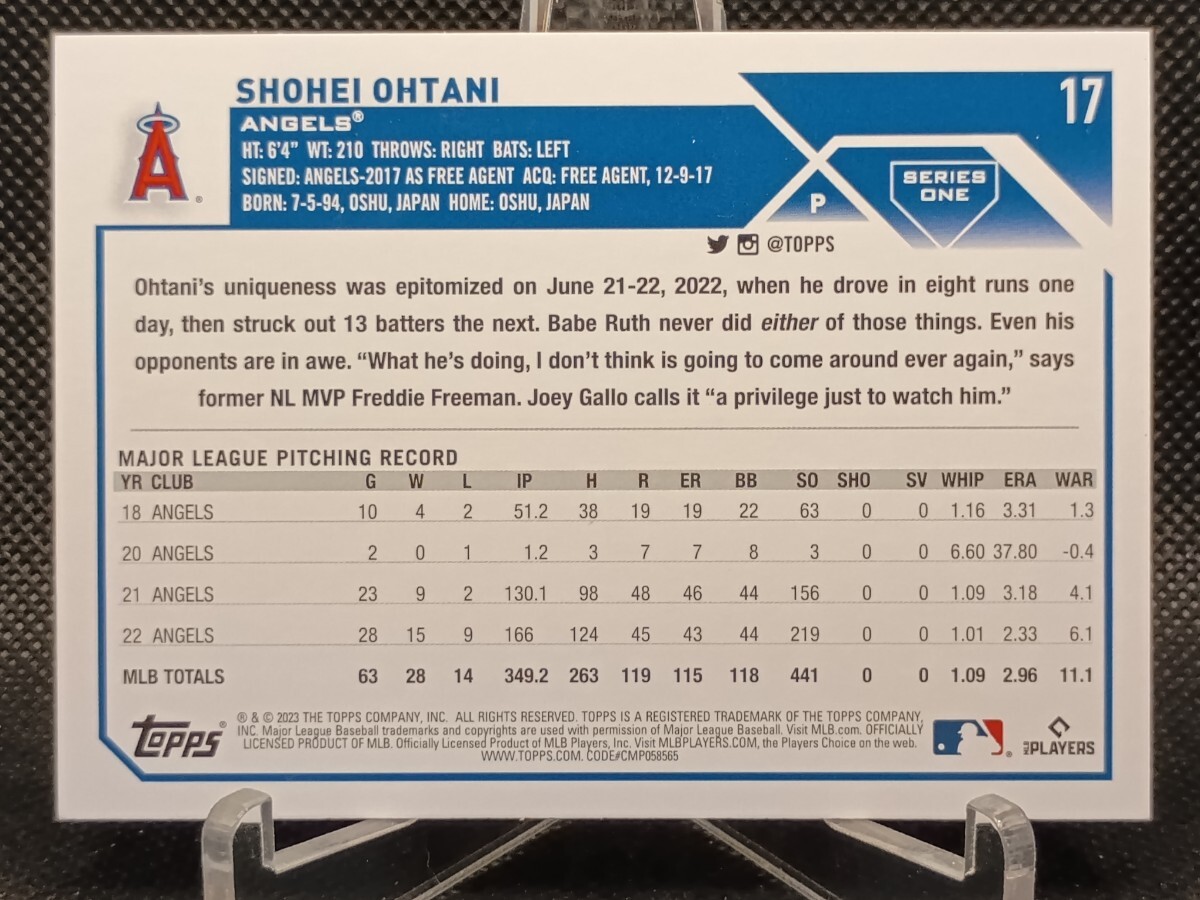 SHOHEI OHTANI
17
ANGELS®
HT: 6'4" WT: 210 THROWS: RIGHT BATS: LEFT
SIGNED: ANGELS-2017 AS FREE AGENT ACQ: FREE AGENT, 12-9-17
BORN: 7-5-94, OSHU, JAPAN HOME: OSHU, JAPAN
A®
P
SERIES
ONE
@TOPPS
Ohtani's uniqueness was epitomized on June 21-22, 2022, when he drove in eight runs one
day, then struck out 13 batters the next. Babe Ruth never did either of those things. Even his
opponents are in awe. "What he's doing, I don't think is going to come around ever again," says
former NL MVP Freddie Freeman. Joey Gallo calls it "a privilege just to watch him."
MAJOR LEAGUE PITCHING RECORD
YR CLUB G W L IP H R ER BB SO SHO SV WHIP ERA WAR
18 ANGELS 10 4 2 51.2 38 19 19 22 63 0 0 1.16 3.31 1.3
20 ANGELS 2 0 1 1.2 3 7 7 8 3 0 0 6.60 37.80 -0.4
21 ANGELS 23 9 2 130.1 98 48 46 44 156 0 0 1.09 3.18 4.1
22 ANGELS 28 15 9 166 124 45 43 44 219 0 0 1.01 2.33 6.1
MLB TOTALS 63 28 14 349.2 263 119 115 118 441 0 0 1.09 2.96 11.1
Topps®
® & © 2023 THE TOPPS COMPANY, INC. ALL RIGHTS RESERVED. TOPPS IS A REGISTERED TRADEMARK OF THE TOPPS COMPANY,
INC. Major League Baseball trademarks and copyrights are used with permission of Major League Baseball. Visit MLB.com. OFFICIALLY
LICENSED PRODUCT OF MLB. Officially Licensed Product of MLB Players, Inc. Visit MLBPLAYERS.COM, the Players Choice on the web.
WWW.TOPPS.COM. CODE#CMP058565
MLB PLAYERS